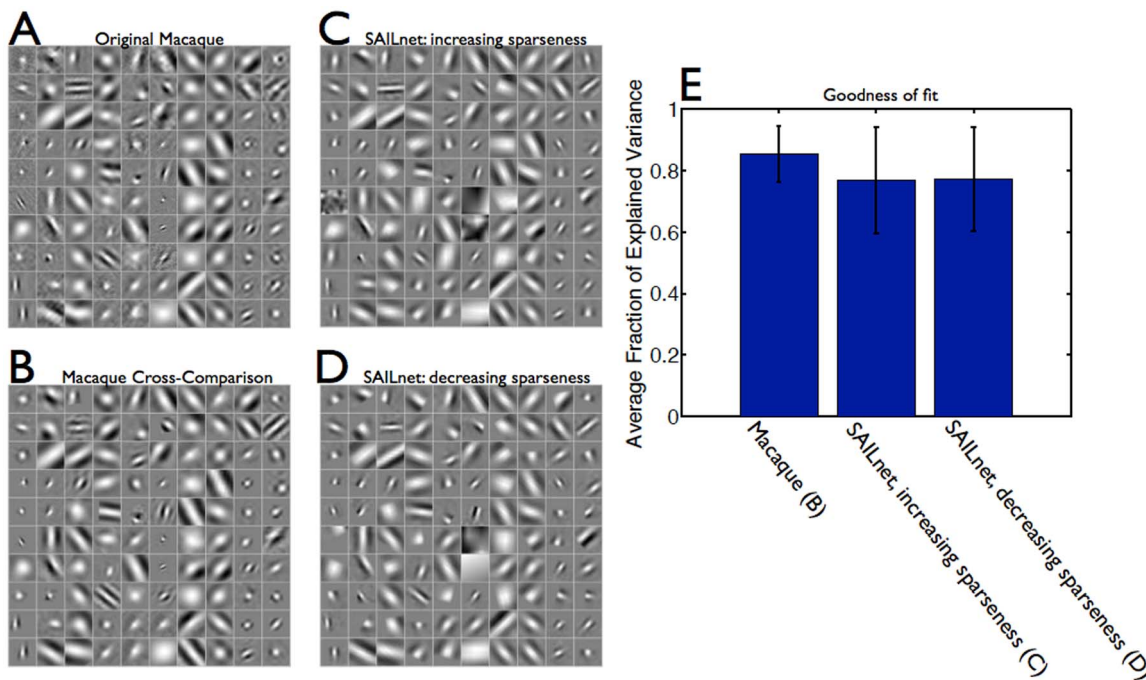 A
Original Macaque
C
SAILnet: increasing sparseness
B
Macaque Cross-Comparison
D
SAILnet: decreasing sparseness
E
Goodness of fit
Average Fraction of Explained Variance
1
0.8
0.6
0.4
0.2
0
Macaque (B)
SAILnet, increasing sparseness (C)
SAILnet, decreasing sparseness (D)